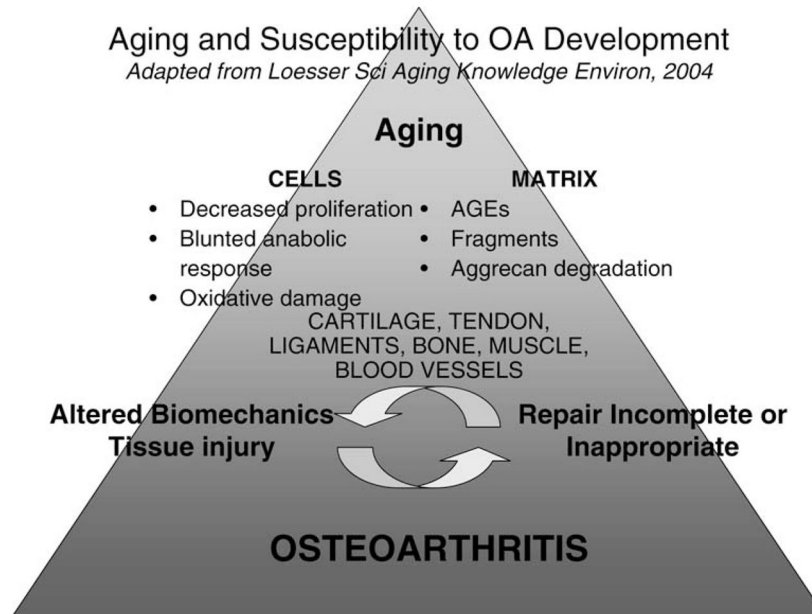 Aging and Susceptibility to OA Development
Adapted from Loesser Sci Aging Knowledge Environ, 2004
Aging
CELLS
• Decreased proliferation
• Blunted anabolic
response
• Oxidative damage
MATRIX
• AGEs
• Fragments
• Aggrecan degradation
CARTILAGE, TENDON,
LIGAMENTS, BONE, MUSCLE,
BLOOD VESSELS
Altered Biomechanics
Tissue injury
Repair Incomplete or
Inappropriate
OSTEOARTHRITIS